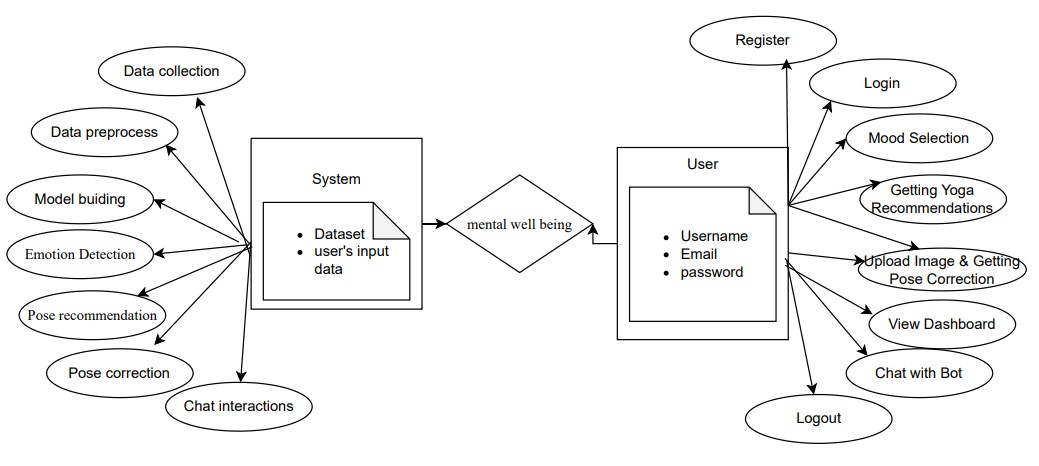 Data collection
Data preprocess
Model buiding
Emotion Detection
Pose recommendation
Pose correction
Chat interactions
System
Dataset
user's input
data
mental well being
User
Username
Email
password
Register
Login
Mood Selection
Getting Yoga
Recommendations
Upload Image & Getting
Pose Correction
View Dashboard
Chat with Bot
Logout